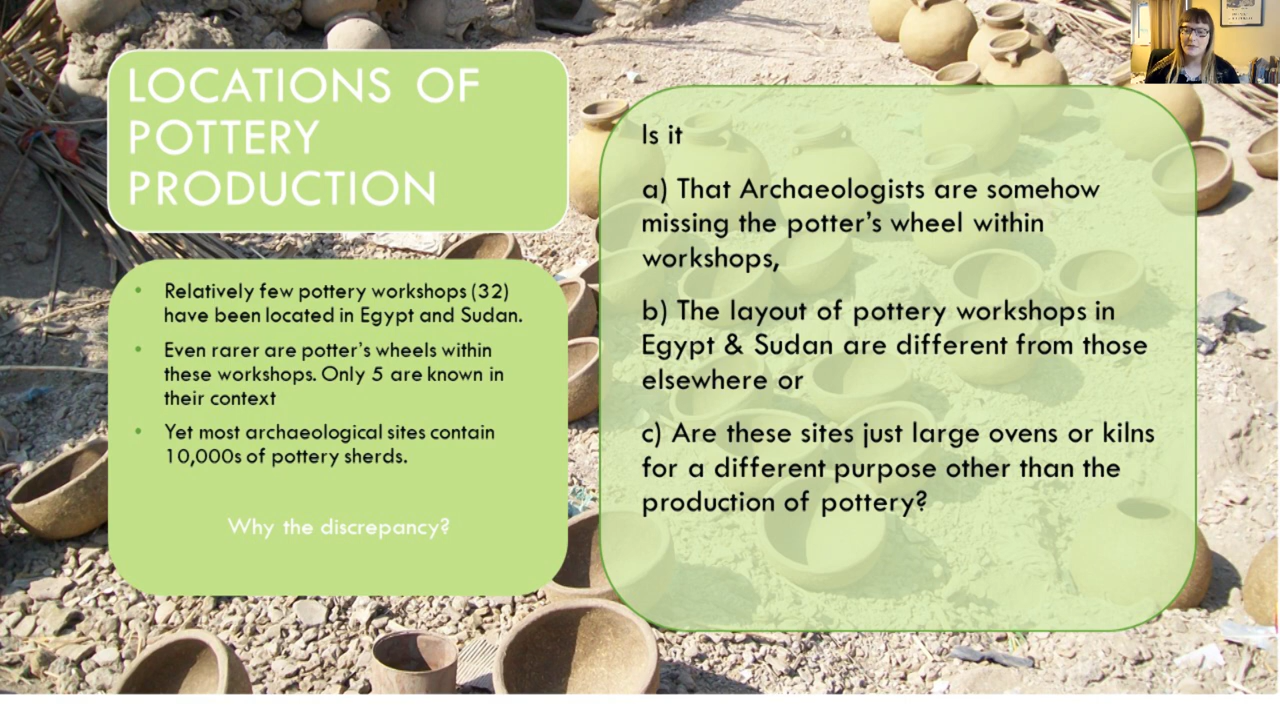 LOCATIONS OF
POTTERY
PRODUCTION
• Relatively few pottery workshops (32)
have been located in Egypt and Sudan.
• Even rarer are potter's wheels within
these workshops. Only 5 are known in
their context
• Yet most archaeological sites contain
10,000s of pottery sherds.
Why the discrepancy?
Is it
a) That Archaeologists are somehow
missing the potter's wheel within
workshops,
b) The layout of pottery workshops in
Egypt & Sudan are different from those
elsewhere or
c) Are these sites just large ovens or kilns
for a different purpose other than the
production of pottery?